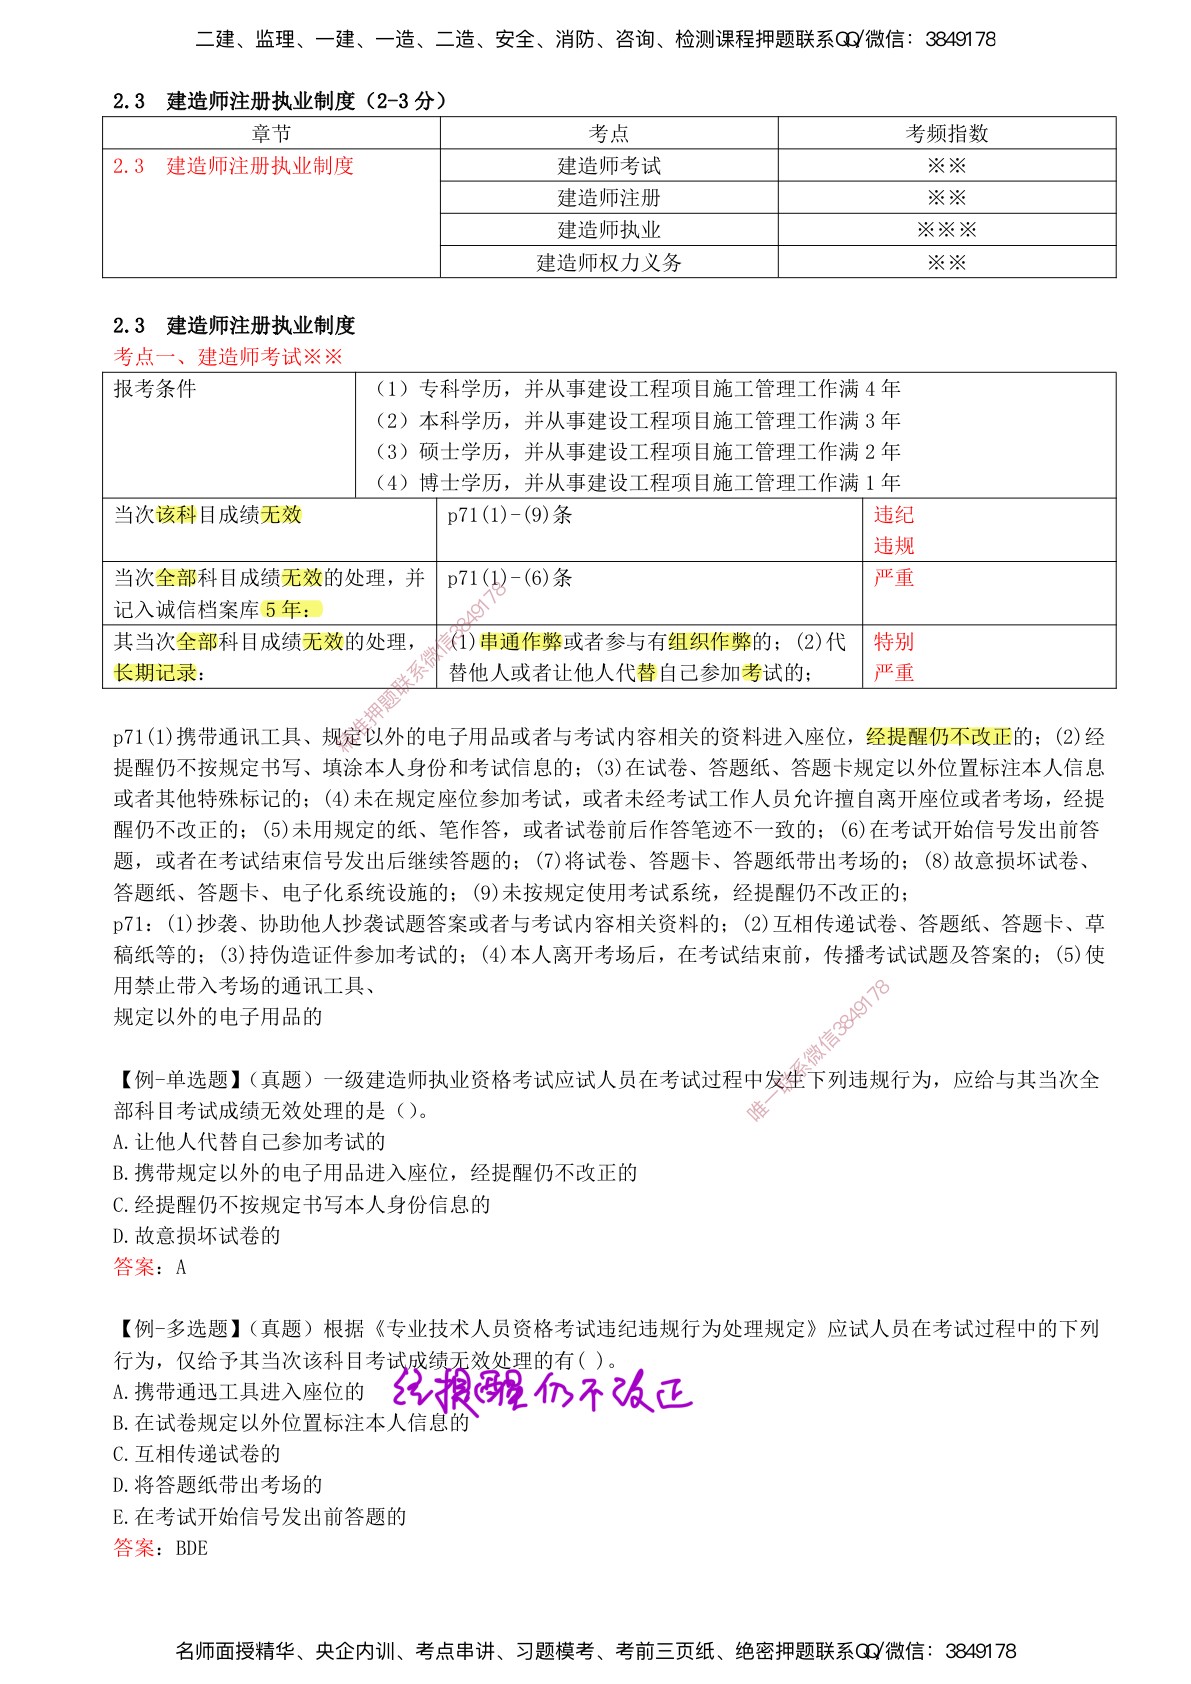 二建、监理、一建、一造、二造、安全、消防、咨询、检测课程押题联系QQ/微信：3849178
2.3 建造师注册执业制度（2-3 分）
章节 考点 考频指数
2.3 建造师注册执业制度 建造师考试 ※※
建造师注册 ※※
建造师执业 ※※※
建造师权力义务 ※※
2.3 建造师注册执业制度
考点一、建造师考试※※
报考条件 （1）专科学历，并从事建设工程项目施工管理工作满 4 年
（2）本科学历，并从事建设工程项目施工管理工作满 3 年
（3）硕士学历，并从事建设工程项目施工管理工作满 2 年
（4）博士学历，并从事建设工程项目施工管理工作满 1 年
当次该科目成绩无效 p71(1)-(9)条 违纪
违规
当次全部科目成绩无效的处理，并 p71(1)-(6)条 严重
记入诚信档案库 5 年：
其当次全部科目成绩无效的处理， (1)串通作弊或者参与有组织作弊的；(2)代 特别
长期记录： 替他人或者让他人代替自己参加考试的； 严重
精准押题联系微信3849178
p71(1)携带通讯工具、规定以外的电子用品或者与考试内容相关的资料进入座位，经提醒仍不改正的；(2)经
提醒仍不按规定书写、填涂本人身份和考试信息的；(3)在试卷、答题纸、答题卡规定以外位置标注本人信息
或者其他特殊标记的；(4)未在规定座位参加考试，或者未经考试工作人员允许擅自离开座位或者考场，经提
醒仍不改正的；(5)未用规定的纸、笔作答，或者试卷前后作答笔迹不一致的；(6)在考试开始信号发出前答
题，或者在考试结束信号发出后继续答题的；(7)将试卷、答题卡、答题纸带出考场的；(8)故意损坏试卷、
答题纸、答题卡、电子化系统设施的；(9)未按规定使用考试系统，经提醒仍不改正的；
p71：(1)抄袭、协助他人抄袭试题答案或者与考试内容相关资料的；(2)互相传递试卷、答题纸、答题卡、草
稿纸等的；(3)持伪造证件参加考试的；(4)本人离开考场后，在考试结束前，传播考试试题及答案的；(5)使
用禁止带入考场的通讯工具、
规定以外的电子用品的
唯一联系微信3849178
【例-单选题】（真题）一级建造师执业资格考试应试人员在考试过程中发生下列违规行为，应给与其当次全
部科目考试成绩无效处理的是（）。
A.让他人代替自己参加考试的
B.携带规定以外的电子用品进入座位，经提醒仍不改正的
C.经提醒仍不按规定书写本人身份信息的
D.故意损坏试卷的
答案：A
【例-多选题】（真题）根据《专业技术人员资格考试违纪违规行为处理规定》应试人员在考试过程中的下列
行为，仅给予其当次该科目考试成绩无效处理的有( )。
A.携带通迅工具进入座位的 经提醒仍不改正
B.在试卷规定以外位置标注本人信息的
C.互相传递试卷的
D.将答题纸带出考场的
E.在考试开始信号发出前答题的
答案：BDE
名师面授精华、央企内训、考点串讲、习题模考、考前三页纸、绝密押题联系QQ/微信：3849178